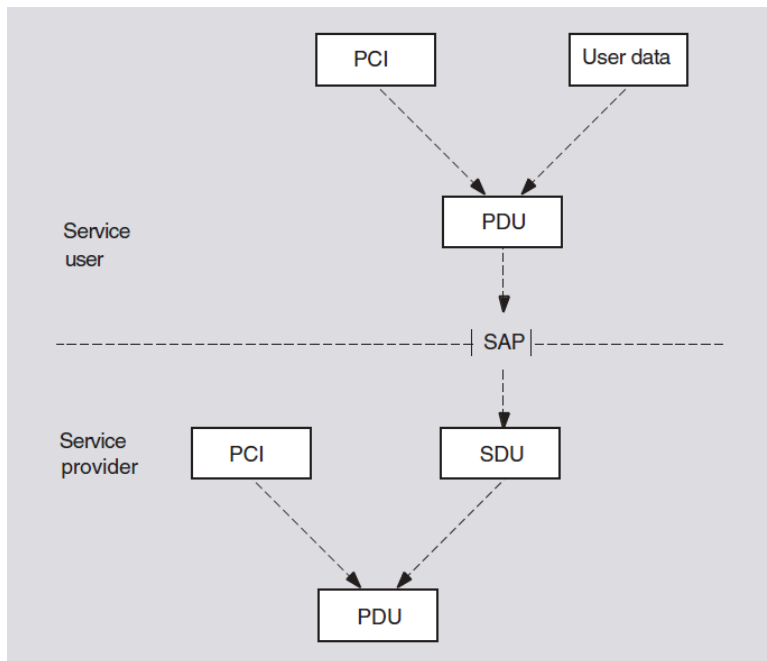 PCI
User data
PDU
Service
user
SAP
Service
provider
PCI
SDU
PDU